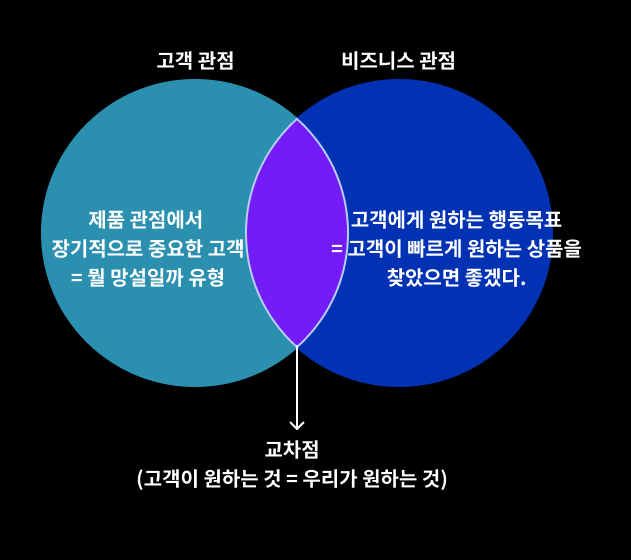 고객 관점
비즈니스 관점
제품 관점에서
장기적으로 중요한 고객
= 뭘 망설일까 유형
고객에게 원하는 행동목표
= 고객이 빠르게 원하는 상품을
찾았으면 좋겠다.
교차점
(고객이 원하는 것 = 우리가 원하는 것)